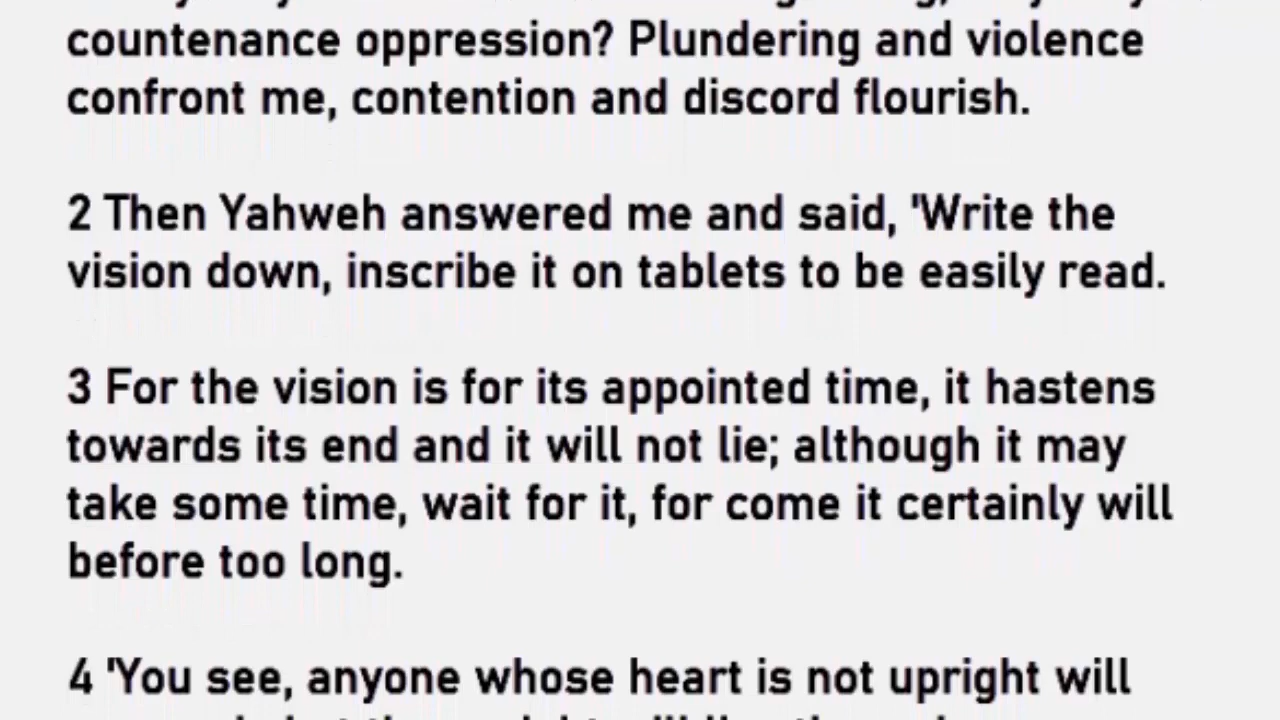 countenance oppression? Plundering and violence
confront me, contention and discord flourish.
2 Then Yahweh answered me and said, 'Write the
vision down, inscribe it on tablets to be easily read.
3 For the vision is for its appointed time, it hastens
towards its end and it will not lie; although it may
take some time, wait for it, for come it certainly will
before too long.
4 'You see, anyone whose heart is not upright will